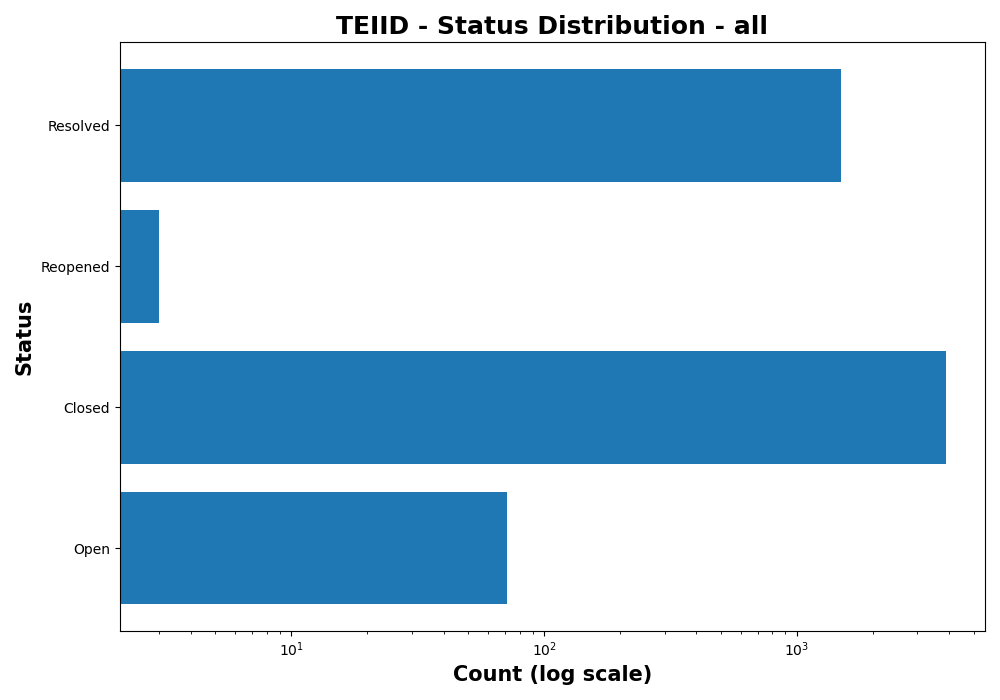 TEIID - Status Distribution - all
Resolved
Reopened
Closed
Open
Status
10¹
10²
10³
Count (log scale)